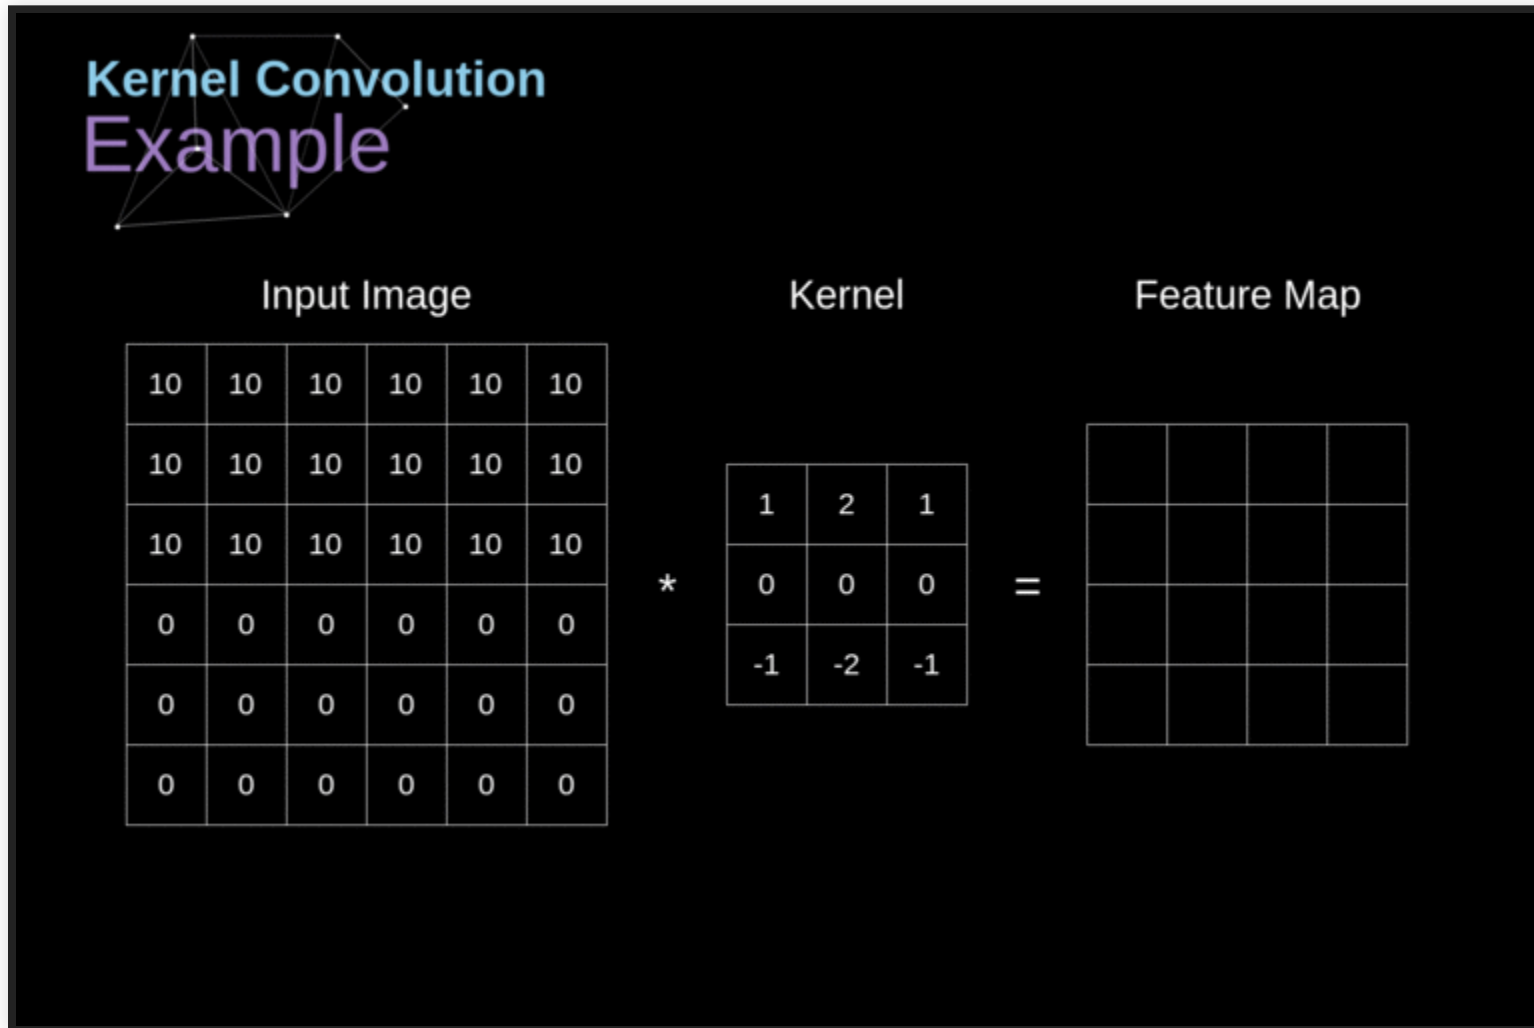 Kernel Convolution
Example
Input Image
Kernel
Feature Map
10 10 10 10 10 10
10 10 10 10 10 10
10 10 10 10 10 10
0 0 0 0 0 0
0 0 0 0 0 0
0 0 0 0 0 0
*
1 2 1
0 0 0
-1 -2 -1
=